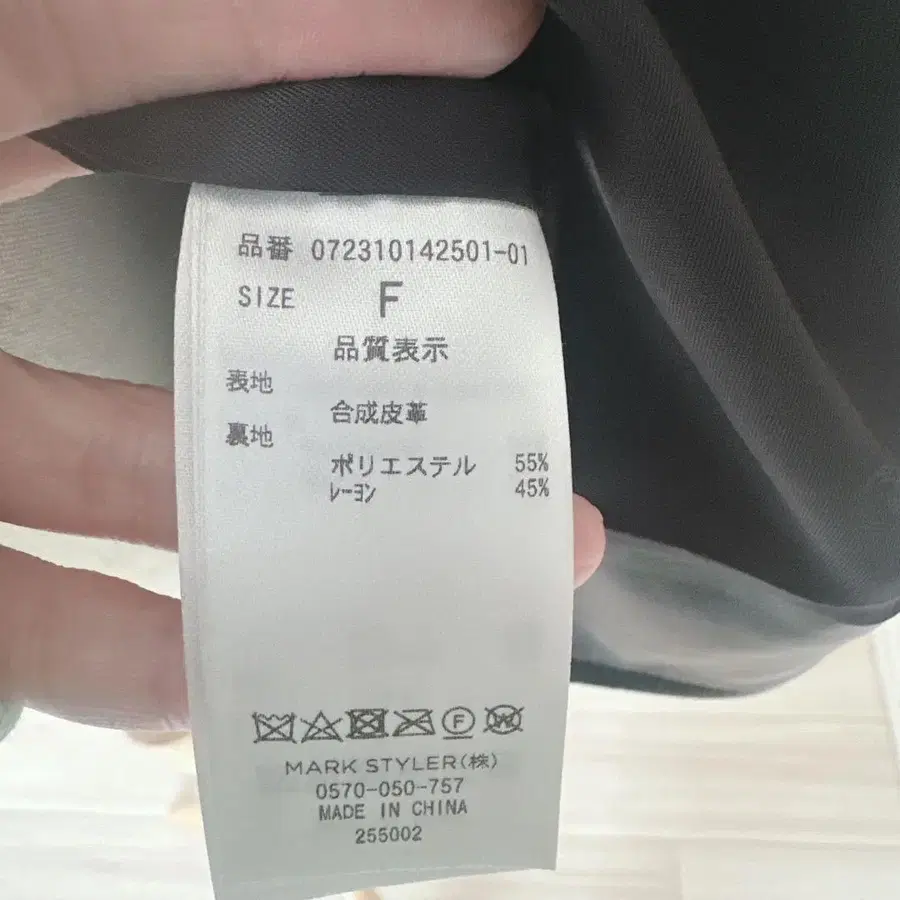 品番 072310142501-01
SIZE F
品質表示
表地
合成皮革
裏地
ポリエステル 55%
レーヨン 45%
F W
MARK STYLER(株)
0570-050-757
MADE IN CHINA
255002